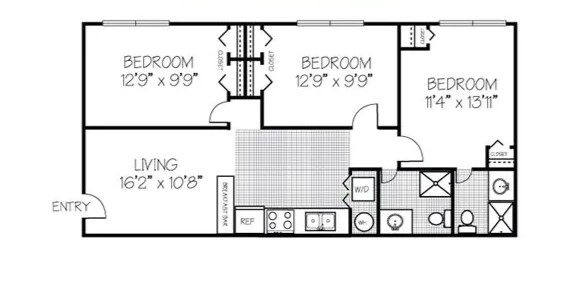 BEDROOM
12'9" x 9'9"
CLOSET
CLOSET
BEDROOM
12'9" x 9'9"
CLOSET
BEDROOM
11'4" x 13'11"
CLOSET
LIVING
16'2" x 10'8"
ENTRY
BREAKFAST BAR
REF
W/D
WH